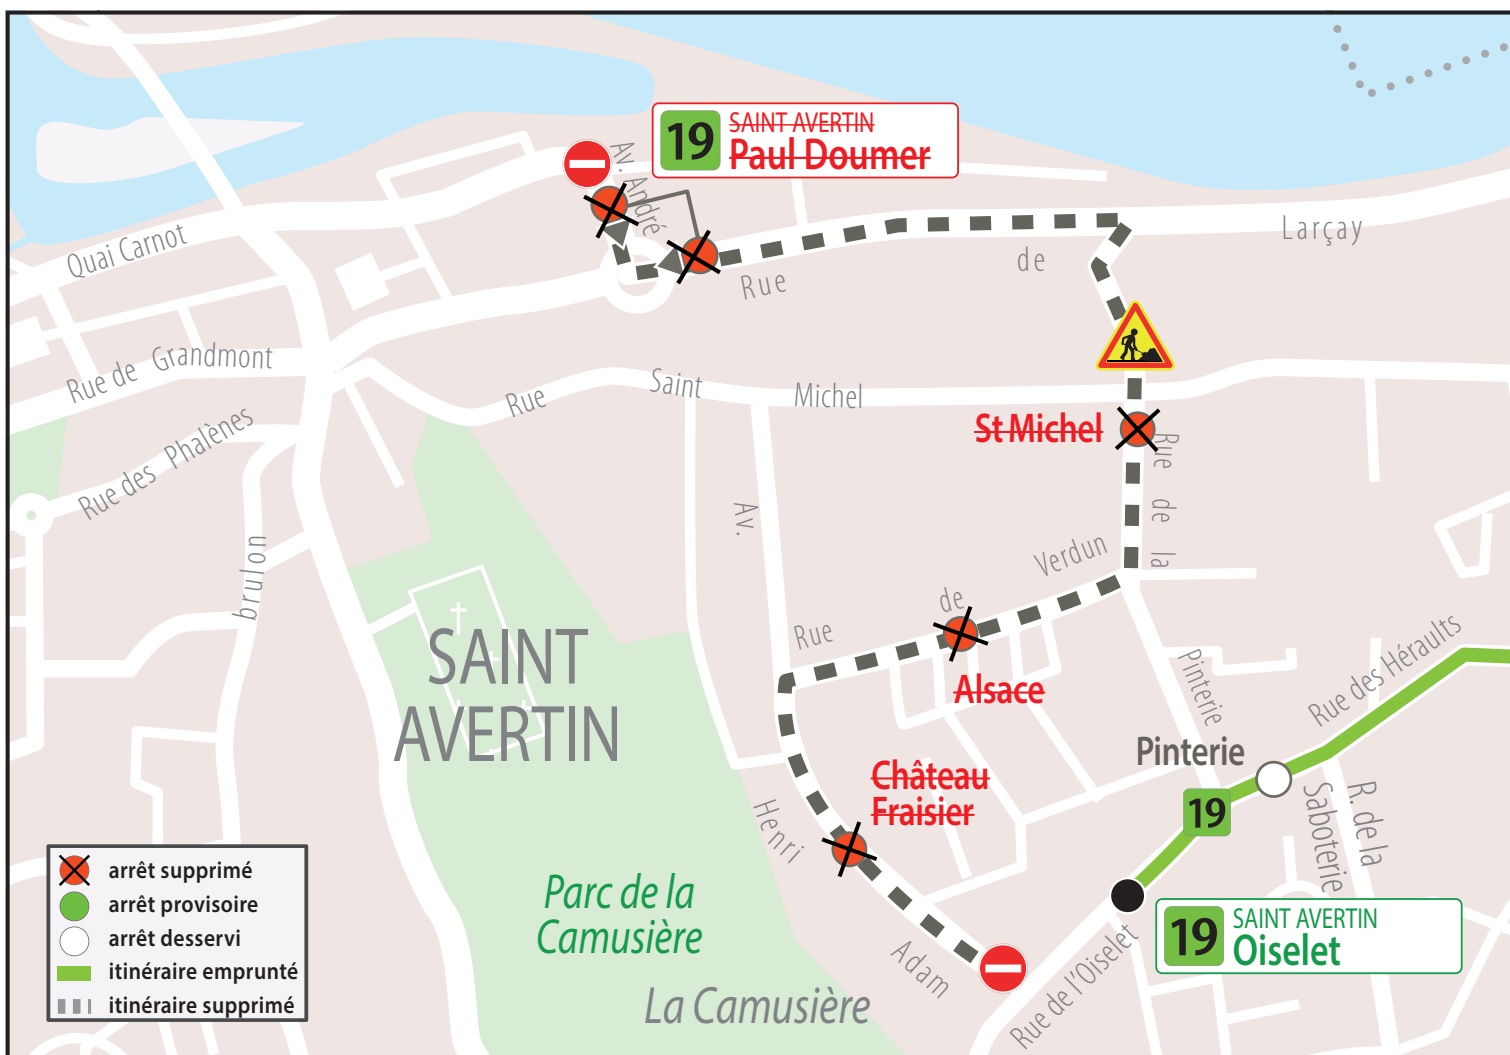 19
SAINT AVERTIN
Paul Doumer
Av. André
Quai Carnot
Larçay
de
Rue
Rue de Grandmont
Rue Saint Michel
St Michel
Rue des Phalènes
Rue de la
Pinterie
Av.
brulon
Rue de Verdun
SAINT
AVERTIN
Alsace
Rue des Héraults
Pinterie
Château
Fraisier
19
R. de la
Saboterie
Henri
Adam
arrêt supprimé
arrêt provisoire
arrêt desservi
itinéraire emprunté
itinéraire supprimé
Parc de la
Camusière
La Camusière
Rue de l'Oiselet
19
SAINT AVERTIN
Oiselet